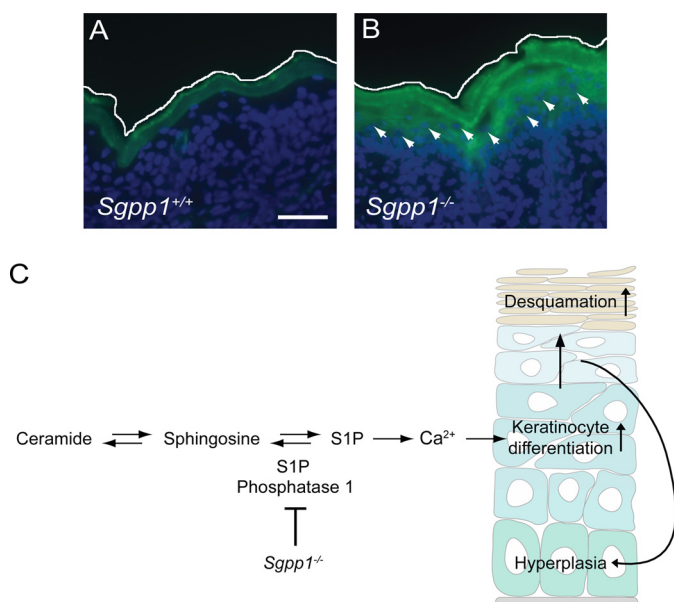 A
B
Sgpp1+/+
Sgpp1-/-
C
Desquamation
Ceramide
Sphingosine
S1P
Ca2+
Keratinocyte
differentiation
S1P
Phosphatase 1
Sgpp1-/-
Hyperplasia